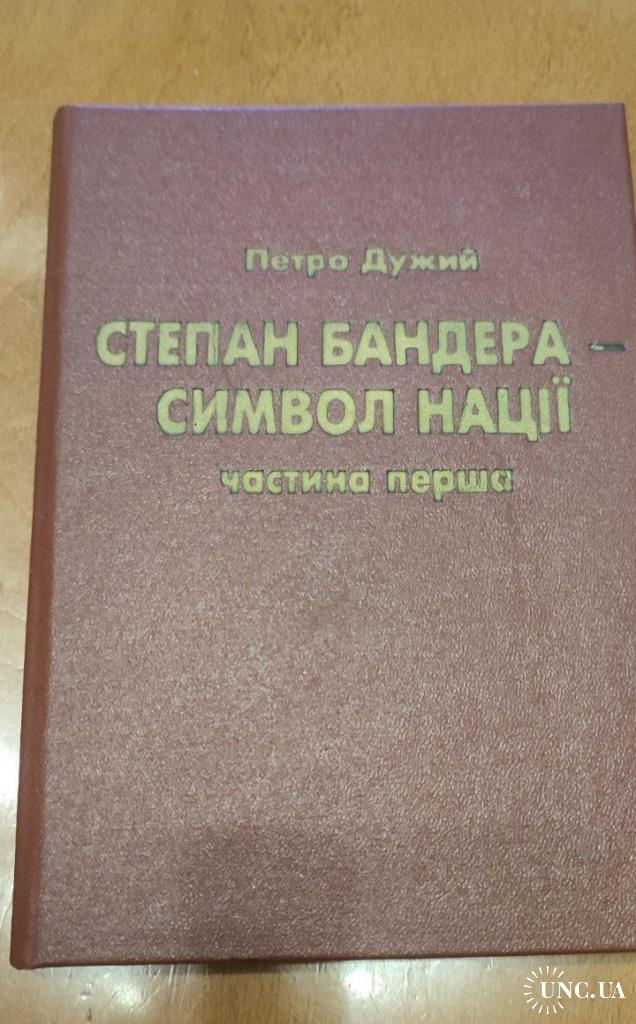 Петро Дужий
СТЕПАН БАНДЕРА –
СИМВОЛ НАЦІЇ
частина перша
UNC.UA